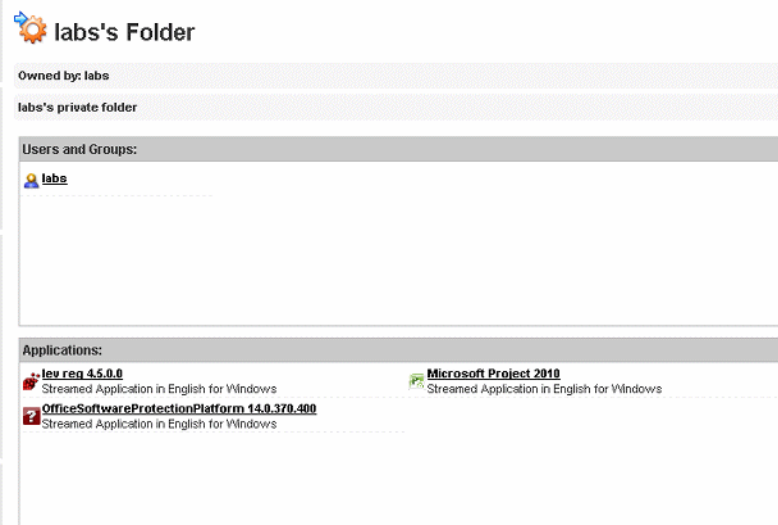 labs's Folder
Owned by: labs
labs's private folder
Users and Groups:
labs
Applications:
lev reg 4.5.0.0
Streamed Application in English for Windows
Microsoft Project 2010
Streamed Application in English for Windows
OfficeSoftwareProtectionPlatform 14.0.370.400
Streamed Application in English for Windows